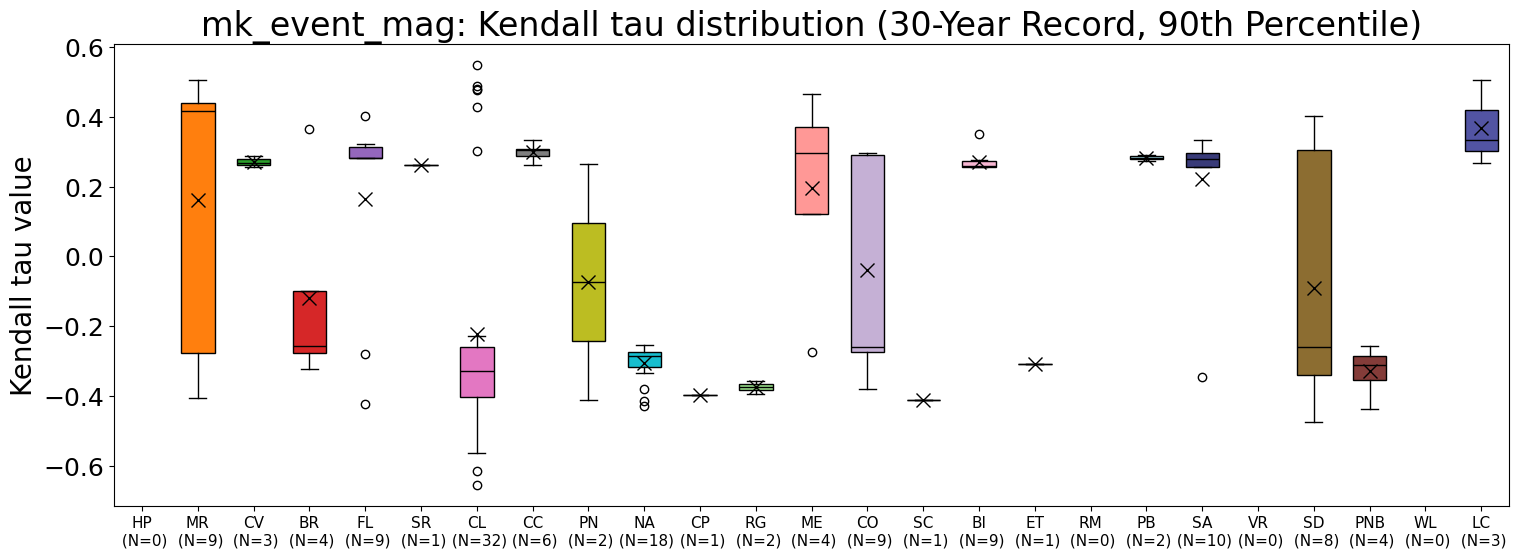 mk_event_mag: Kendall tau distribution (30-Year Record, 90th Percentile)
Kendall tau value
0.6
0.4
0.2
0.0
−0.2
−0.4
−0.6
HP MR CV BR FL SR CL CC PN NA CP RG ME CO SC BI ET RM PB SA VR SD PNB WL LC
(N=0) (N=9) (N=3) (N=4) (N=9) (N=1) (N=32) (N=6) (N=2) (N=18) (N=1) (N=2) (N=4) (N=9) (N=1) (N=9) (N=1) (N=0) (N=2) (N=10) (N=0) (N=8) (N=4) (N=0) (N=3)